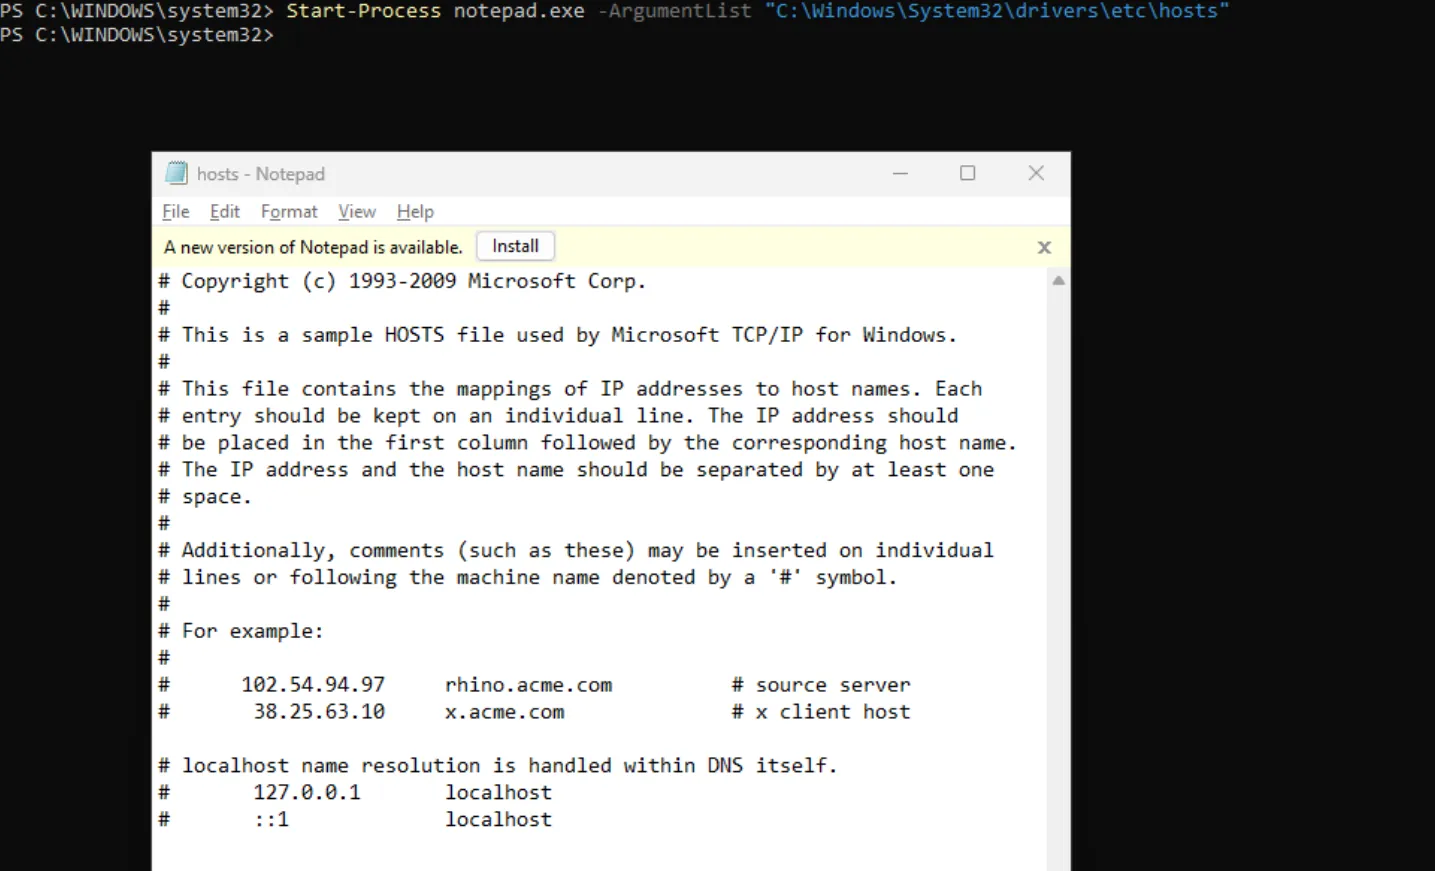 PS C:\WINDOWS\system32> Start-Process notepad.exe -ArgumentList "C:\Windows\System32\drivers\etc\hosts"
PS C:\WINDOWS\system32>
hosts - Notepad
File Edit Format View Help
A new version of Notepad is available. Install x
# Copyright (c) 1993-2009 Microsoft Corp.
#
# This is a sample HOSTS file used by Microsoft TCP/IP for Windows.
#
# This file contains the mappings of IP addresses to host names. Each
# entry should be kept on an individual line. The IP address should
# be placed in the first column followed by the corresponding host name.
# The IP address and the host name should be separated by at least one
# space.
#
# Additionally, comments (such as these) may be inserted on individual
# lines or following the machine name denoted by a '#' symbol.
#
# For example:
#
#      102.54.94.97     rhino.acme.com          # source server
#       38.25.63.10     x.acme.com              # x client host

# localhost name resolution is handled within DNS itself.
#       127.0.0.1       localhost
#       ::1             localhost